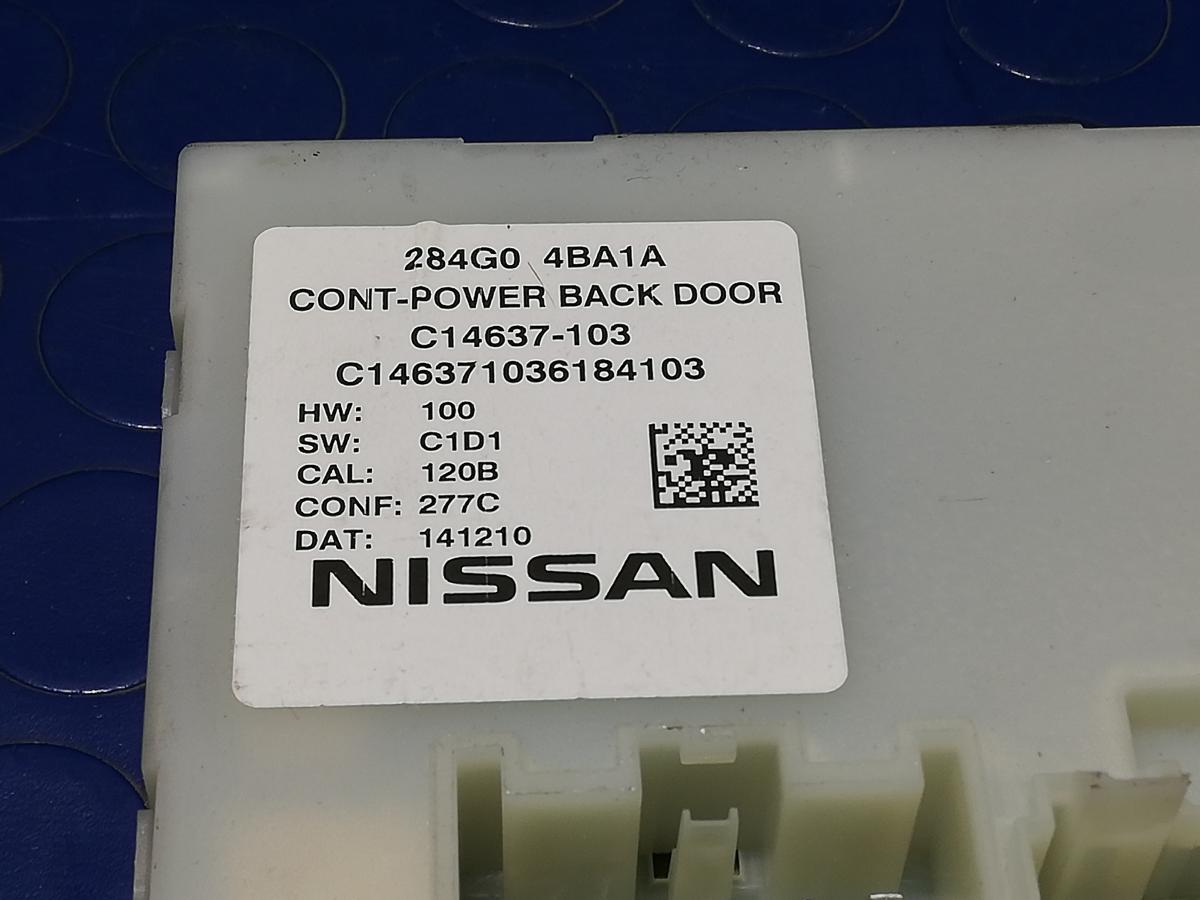 284G0 4BA1A
CONT-POWER BACK DOOR
C14637-103
C146371036184103
HW: 100
SW: C1D1
CAL: 120B
CONF: 277C
DAT: 141210
NISSAN